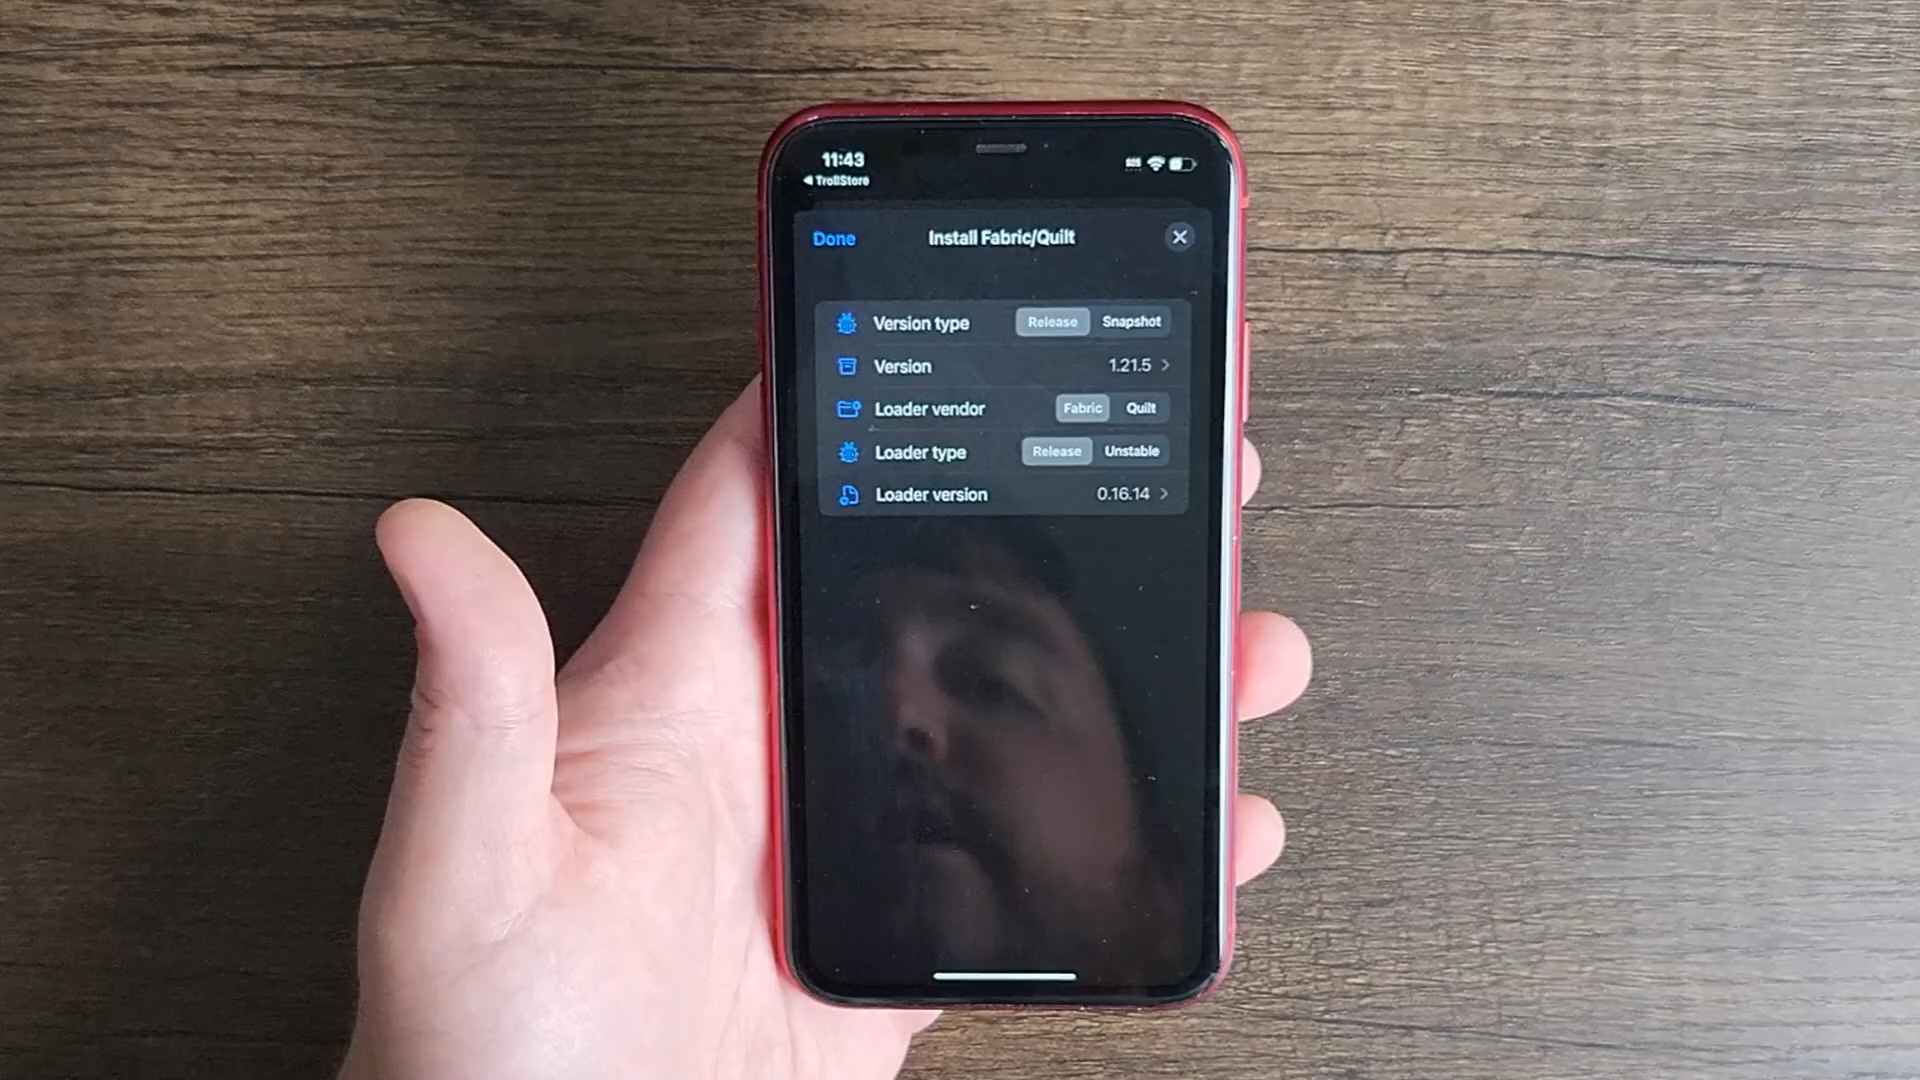 11:43
SOS
◀ TrollStore
Done
Install Fabric/Quilt
Version type
Release
Snapshot
Version
1.21.5
Loader vendor
Fabric
Quilt
Loader type
Release
Unstable
Loader version
0.16.14